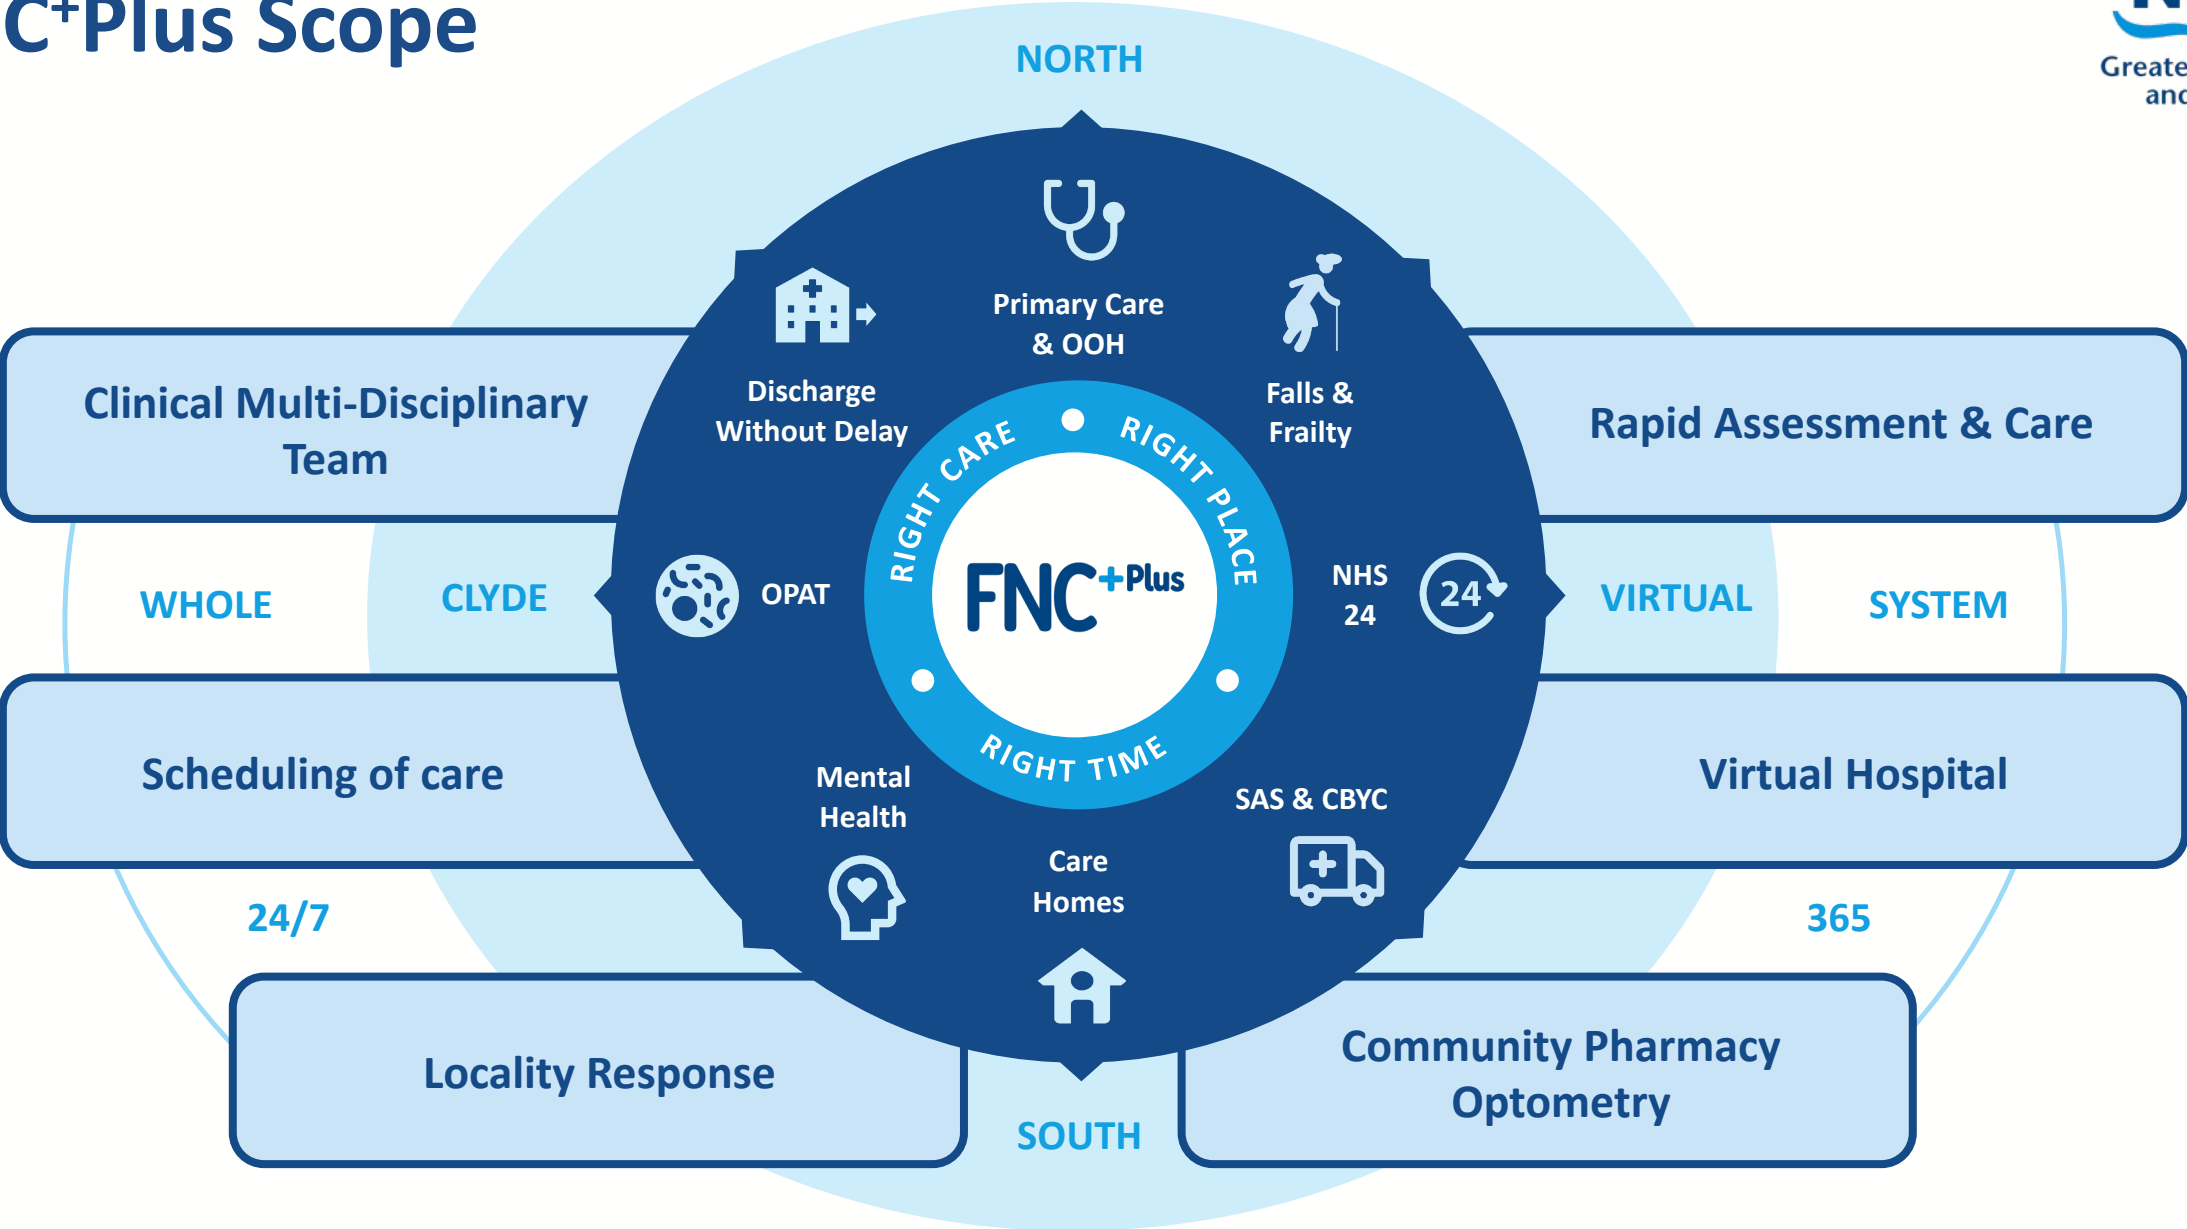 C+Plus Scope
Greate
and
NORTH
Primary Care
& OOH
Discharge
Without Delay
Falls &
Frailty
Clinical Multi-Disciplinary
Team
Rapid Assessment & Care
RIGHT CARE
RIGHT PLACE
RIGHT TIME
FNC+Plus
WHOLE
CLYDE
OPAT
NHS
24
24
VIRTUAL
SYSTEM
Scheduling of care
Virtual Hospital
Mental
Health
SAS & CBYC
Care
Homes
24/7
365
Locality Response
Community Pharmacy
Optometry
SOUTH